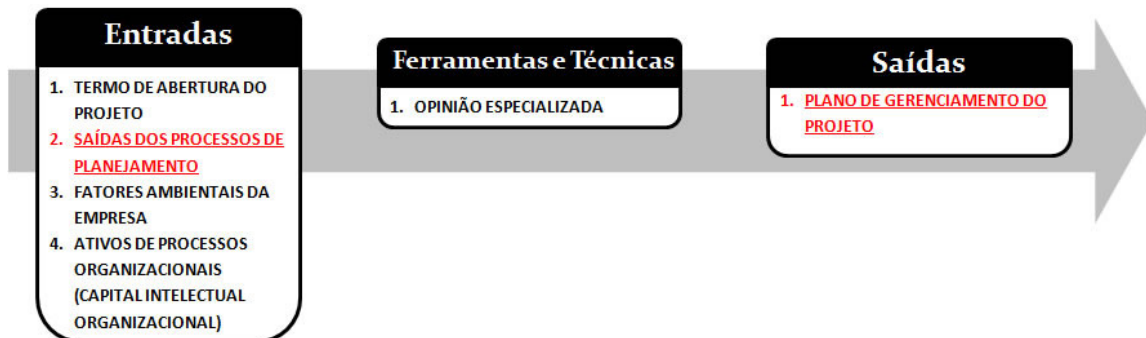 Entradas
1. TERMO DE ABERTURA DO
PROJETO
2. SAÍDAS DOS PROCESSOS DE
PLANEJAMENTO
3. FATORES AMBIENTAIS DA
EMPRESA
4. ATIVOS DE PROCESSOS
ORGANIZACIONAIS
(CAPITAL INTELECTUAL
ORGANIZACIONAL)
Ferramentas e Técnicas
1. OPINIÃO ESPECIALIZADA
Saídas
1. PLANO DE GERENCIAMENTO DO
PROJETO